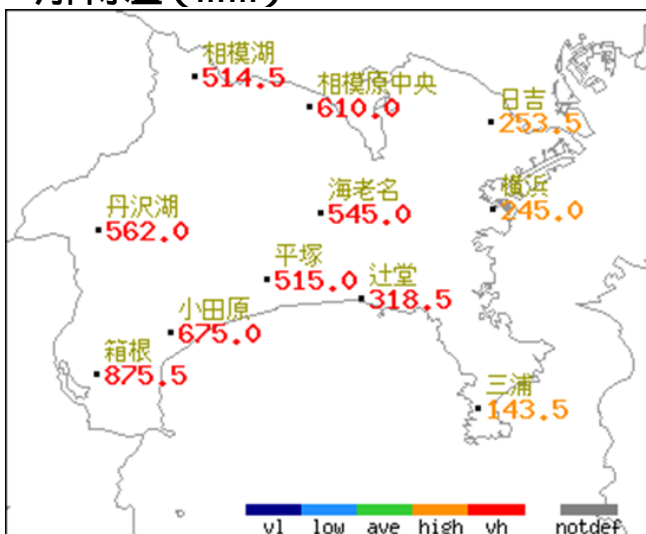 相模湖
514.5
相模原中央
610.0
日吉
253.5
海老名
545.0
横浜
245.0
丹沢湖
562.0
平塚
515.0
辻堂
318.5
小田原
675.0
箱根
875.5
三浦
143.5
vl low ave high vh notdef